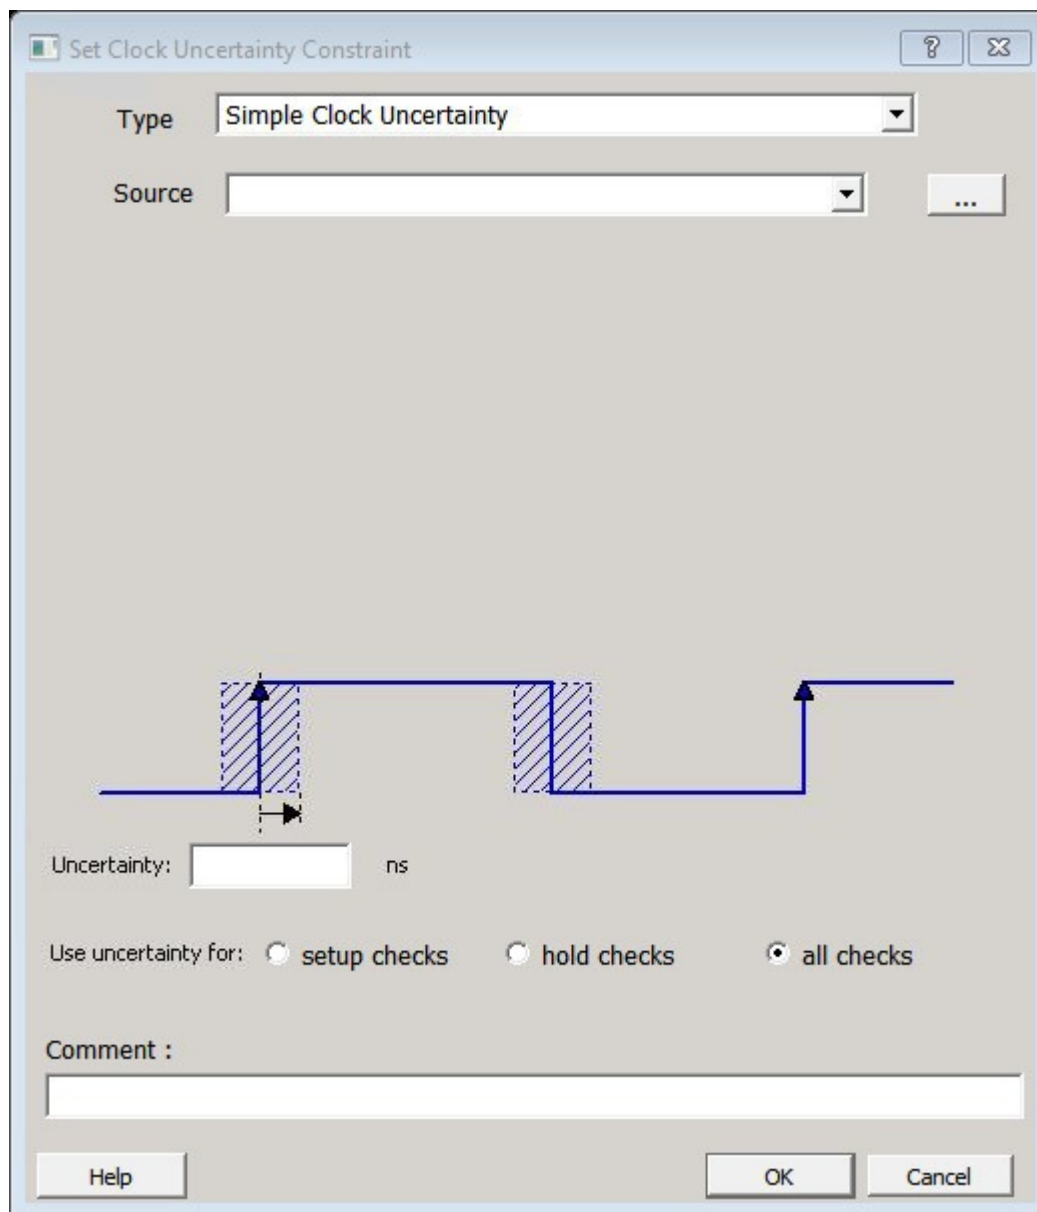 Set Clock Uncertainty Constraint
Type Simple Clock Uncertainty
Source ...
Uncertainty: ns
Use uncertainty for: setup checks hold checks all checks
Comment :
Help OK Cancel